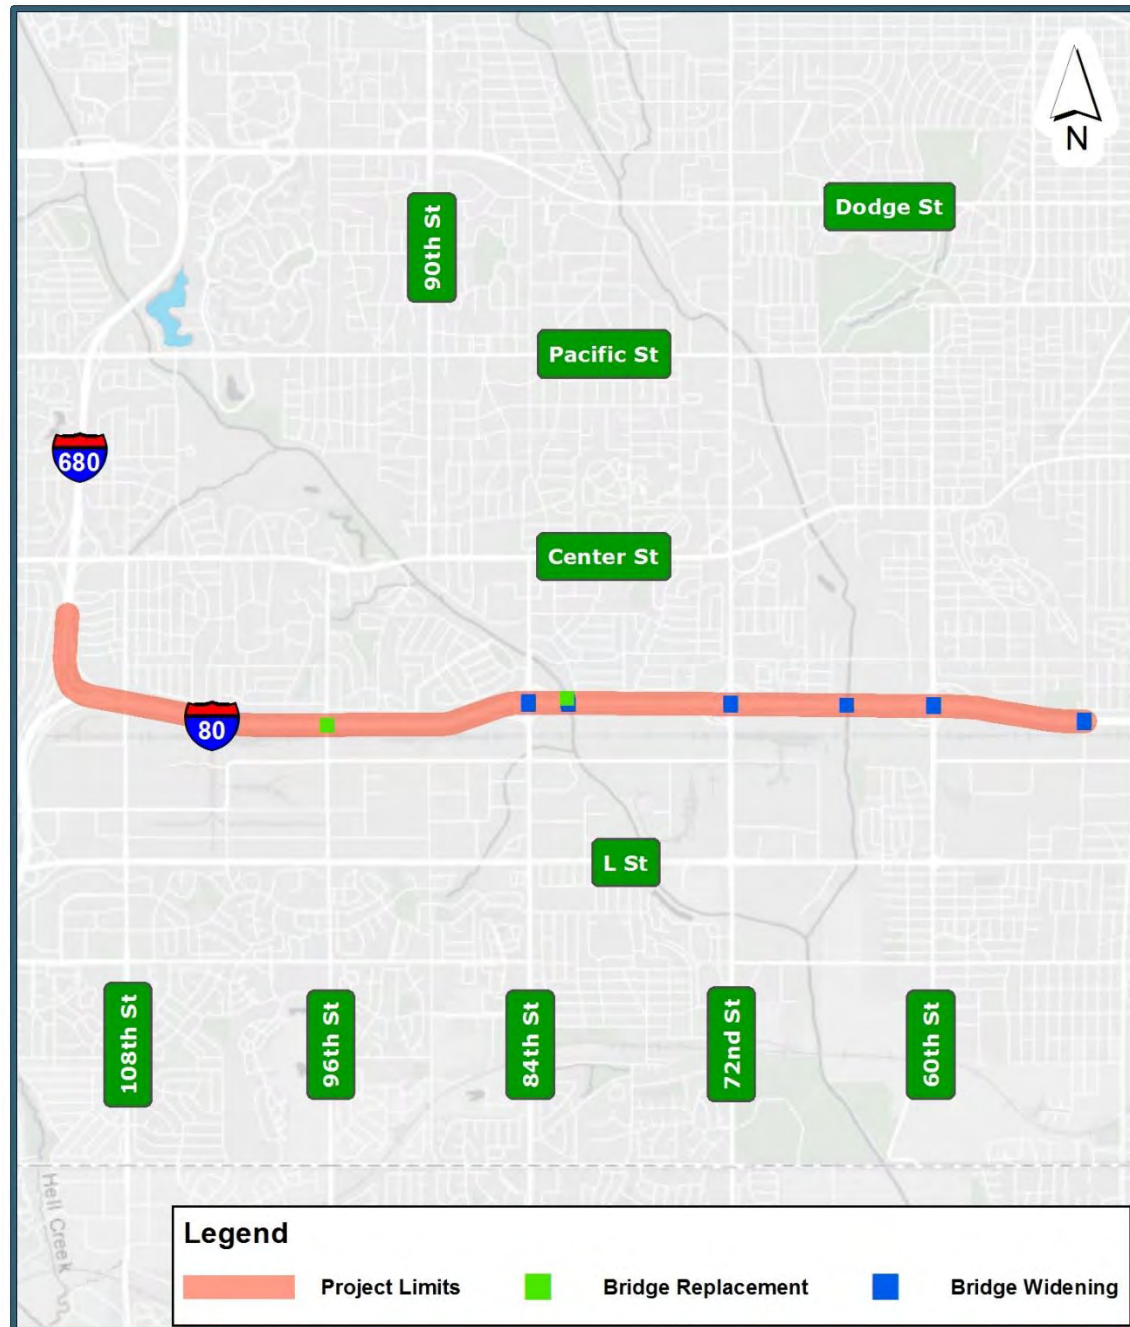 N
Dodge St
90th St
Pacific St
680
Center St
80
L St
108th St
96th St
84th St
72nd St
60th St
Hell Creek
Legend
Project Limits
Bridge Replacement
Bridge Widening